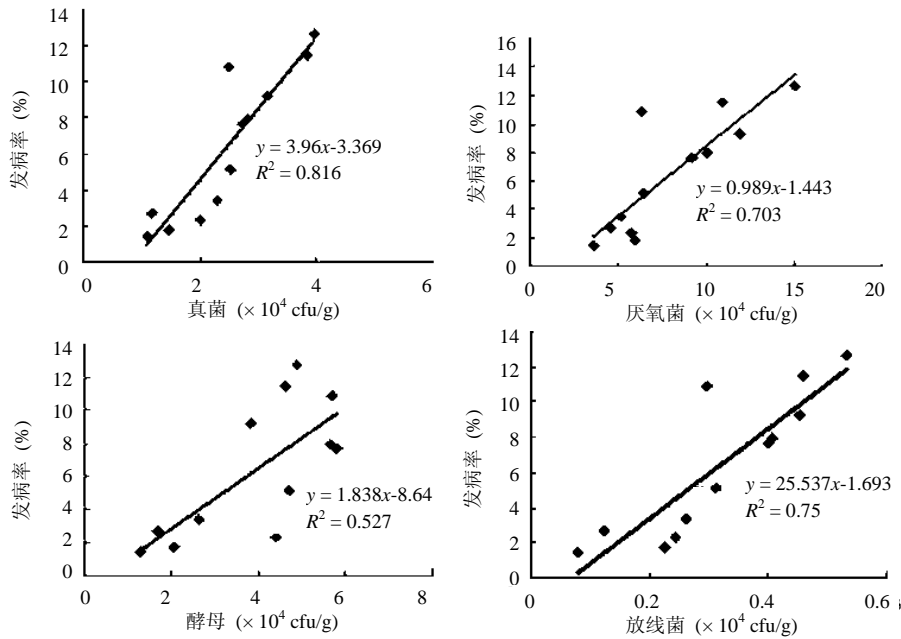 14
12
10
8
6
4
2
0
发病率 (%)
y = 3.96x-3.369
R² = 0.816
0 2 4 6
真菌 (× 10⁴ cfu/g)
16
14
12
10
8
6
4
2
0
发病率 (%)
y = 0.989x-1.443
R² = 0.703
0 5 10 15 20
厌氧菌 (× 10⁴ cfu/g)
14
12
10
8
6
4
2
0
发病率 (%)
y = 1.838x-8.64
R² = 0.527
0 2 4 6 8
酵母 (× 10⁴ cfu/g)
14
12
10
8
6
4
2
0
发病率 (%)
y = 25.537x-1.693
R² = 0.75
0 0.2 0.4 0.6
放线菌 (× 10⁴ cfu/g)